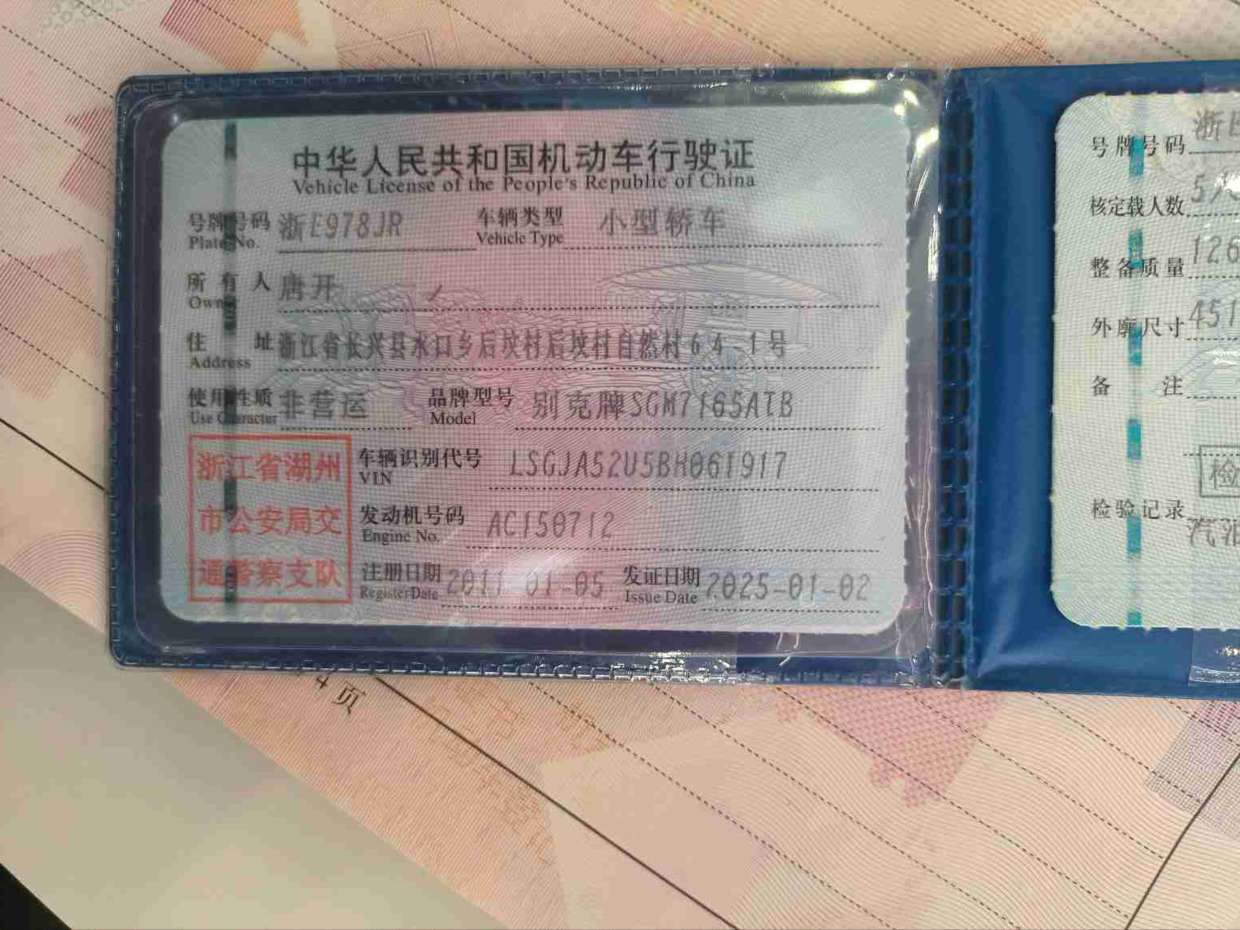 中华人民共和国机动车行驶证
Vehicle License of the People's Republic of China
号牌号码 浙E978JR 车辆类型 小型轿车
Plate No. Vehicle Type
所有人 唐开
Owner
住址 浙江省长兴县水口乡后坟村后坟村自然村64-1号
Address
使用性质 非营运 品牌型号 别克牌SGM7165ATB
Use Character Model
浙江省湖州
市公安局交
通警察支队
车辆识别代号 LSGJA52U5BH061917
VIN
发动机号码 AC150712
Engine No.
注册日期 2011-01-05 发证日期 2025-01-02
Register Date Issue Date
号牌号码 浙E
核定载人数 5人
整备质量 126
外廓尺寸 451
备注
检
检验记录
汽油
4页